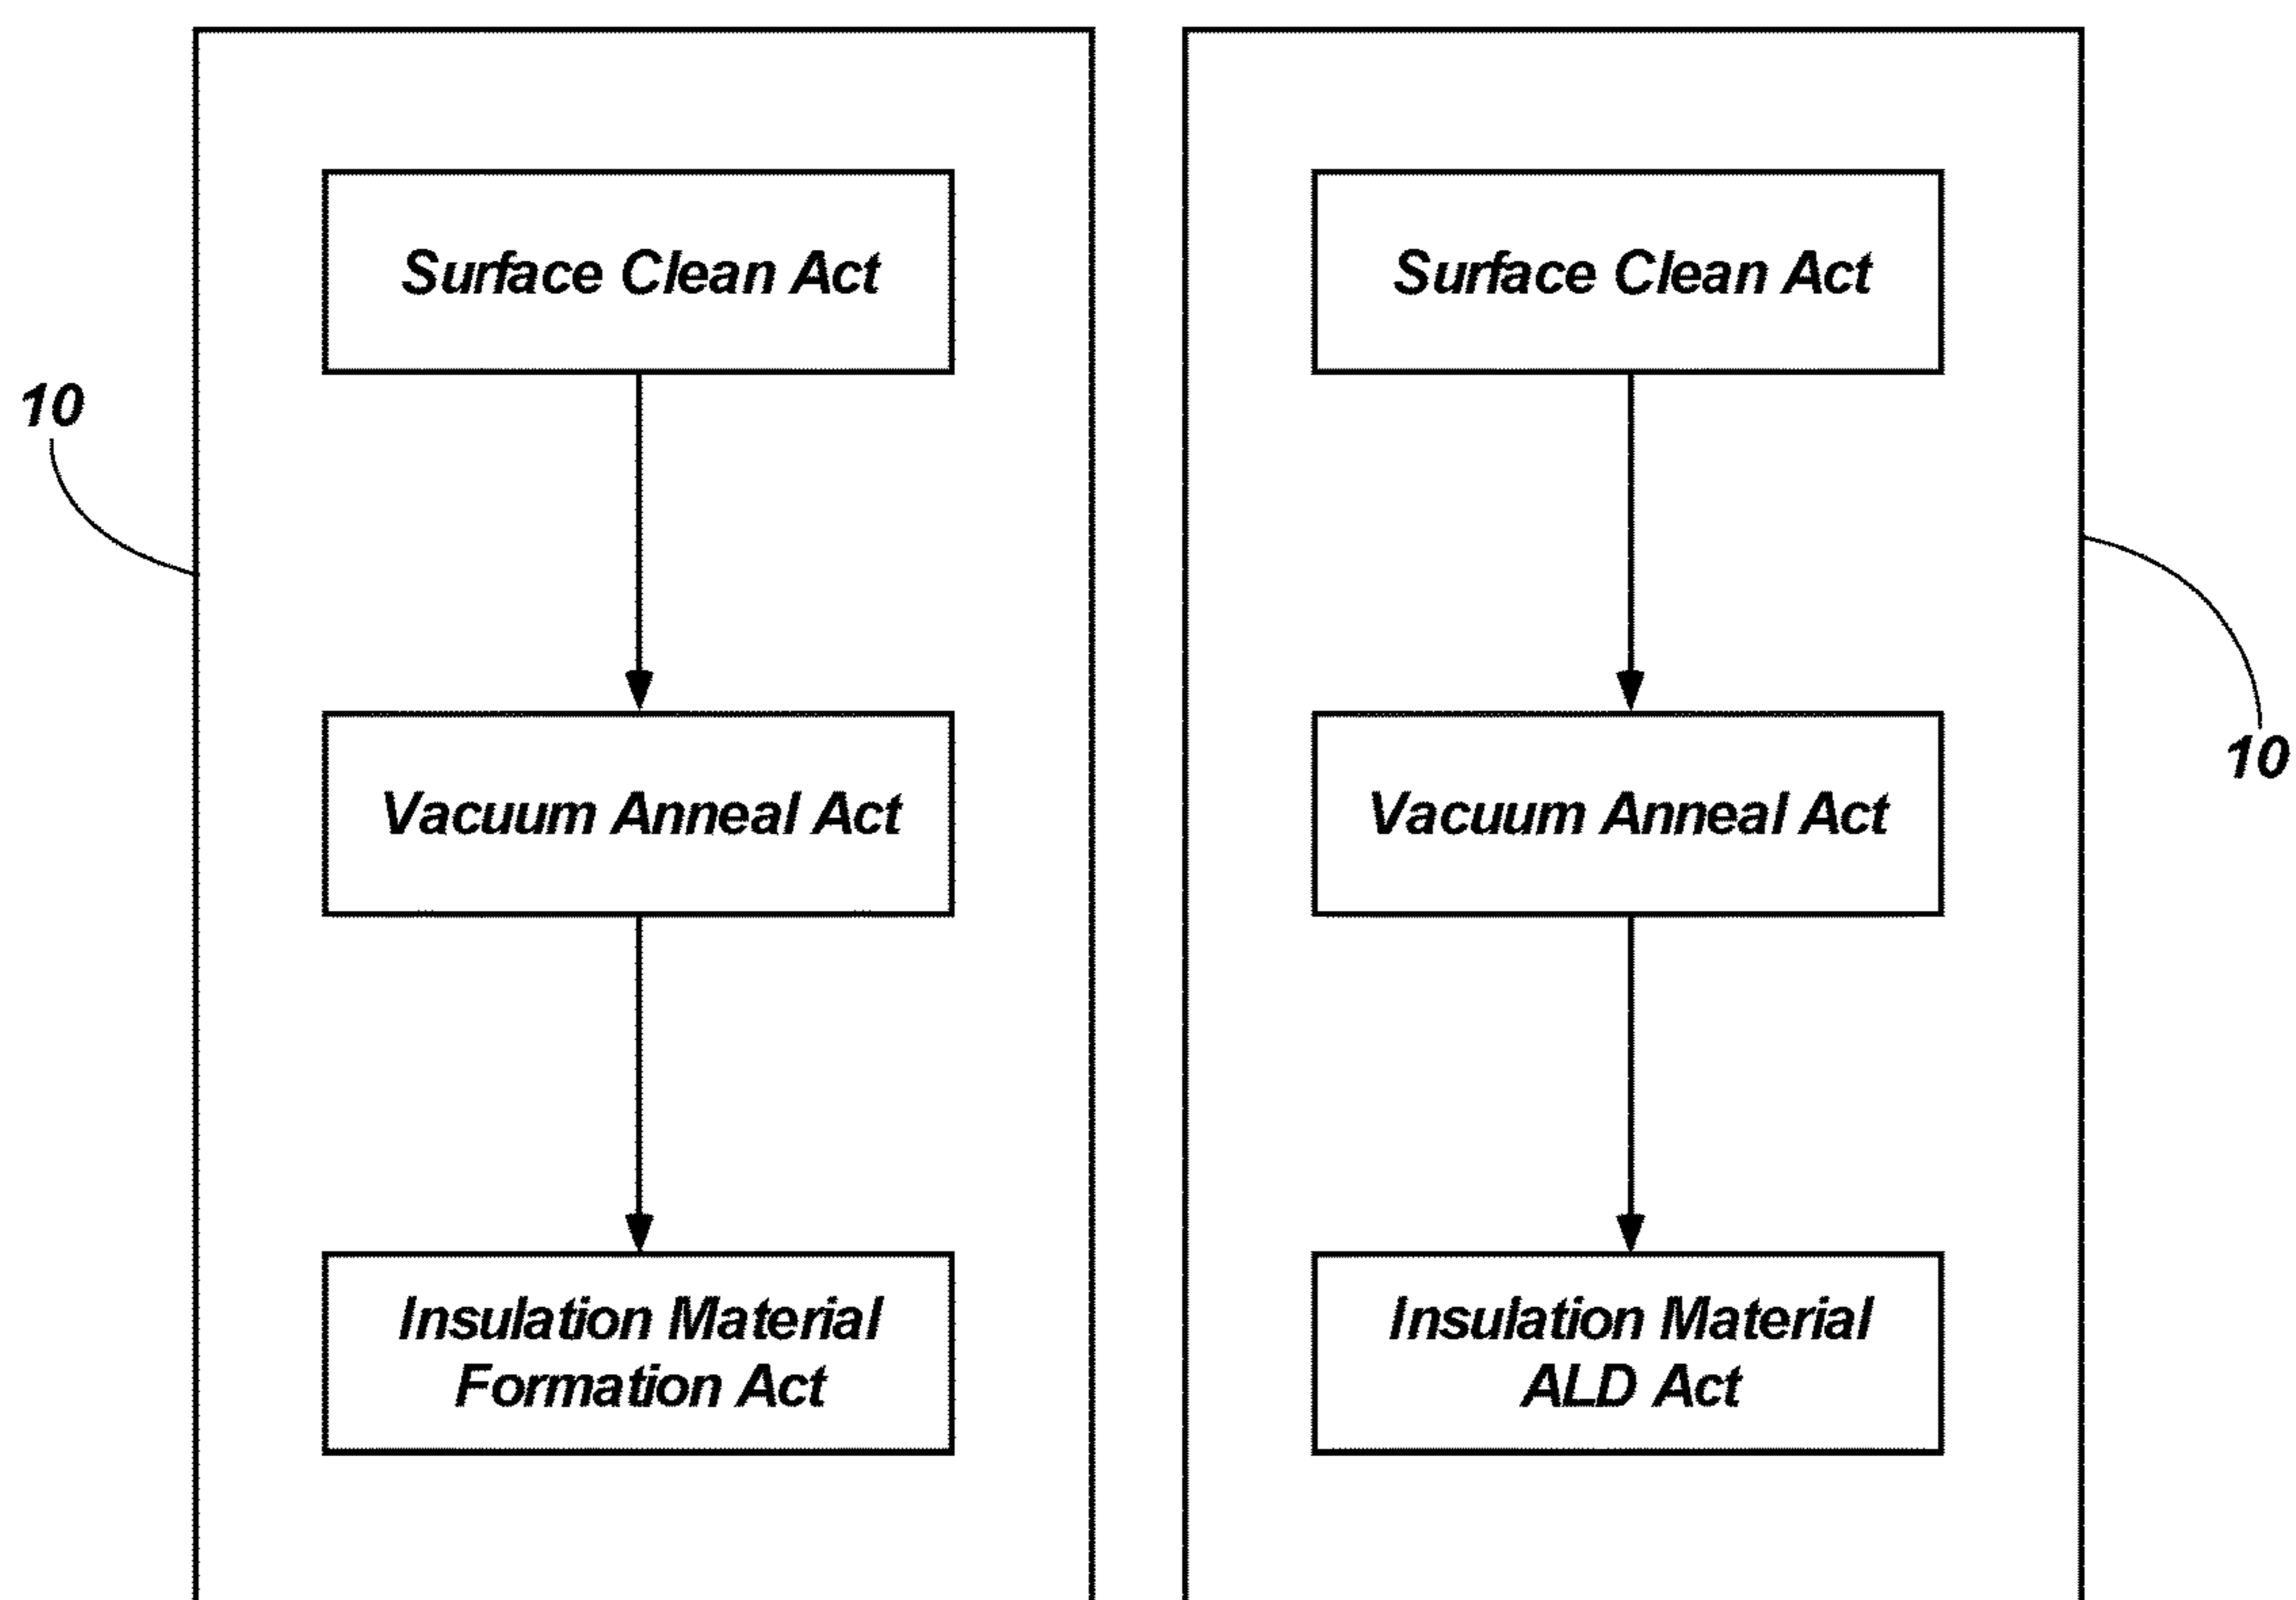 10
Surface Clean Act
Vacuum Anneal Act
Insulation Material
Formation Act
Surface Clean Act
Vacuum Anneal Act
Insulation Material
ALD Act
10